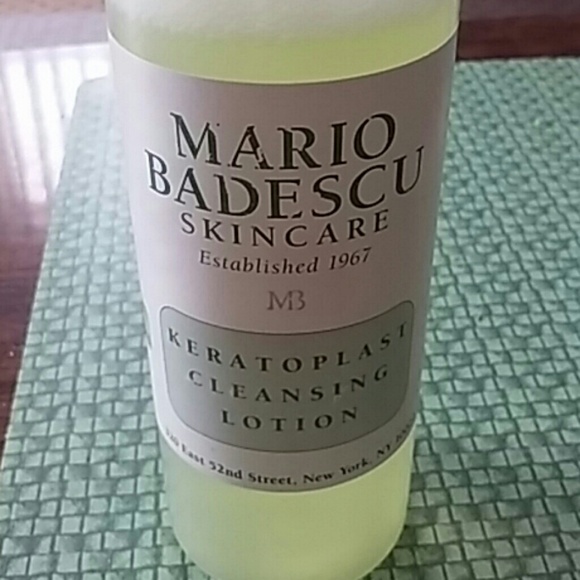 MARIO
BADESCU
SKINCARE
Established 1967
MB
KERATOPLAST
CLEANSING
LOTION
East 52nd Street, New York, NY